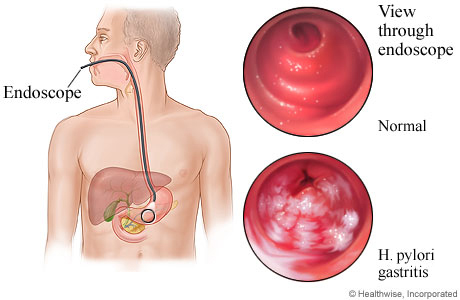 View
through
endoscope
Endoscope
Normal
H. pylori
gastritis
© Healthwise, Incorporated